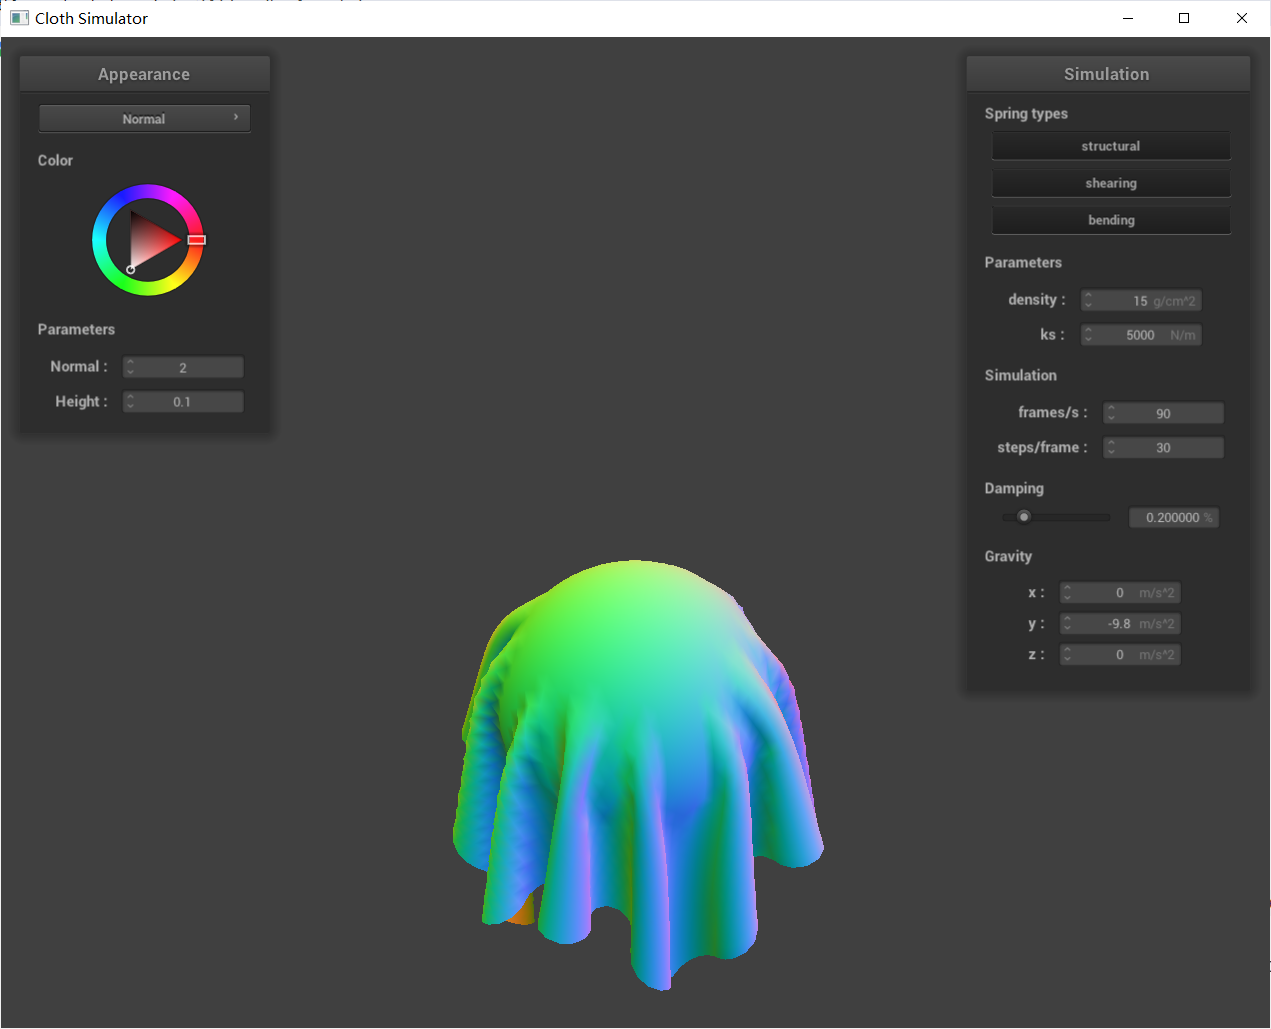 Cloth Simulator
Appearance
Normal
Color
Parameters
Normal : 2
Height : 0.1
Simulation
Spring types
structural
shearing
bending
Parameters
density : 15 g/cm^2
ks : 5000 N/m
Simulation
frames/s : 90
steps/frame : 30
Damping
0.200000 %
Gravity
x : 0 m/s^2
y : -9.8 m/s^2
z : 0 m/s^2